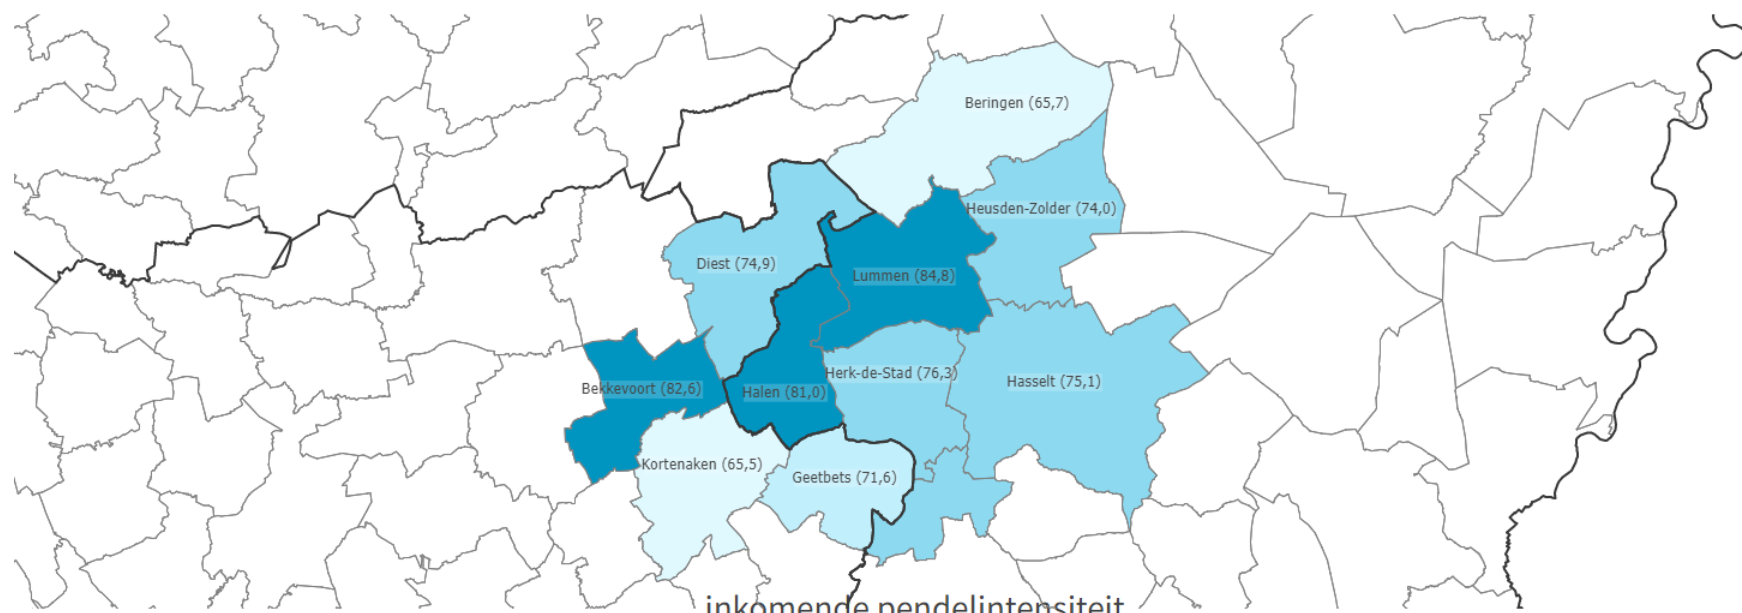 Beringen (65,7)
Heusden-Zolder (74,0)
Diest (74,9)
Lummen (84,8)
Herk-de-Stad (76,3)
Hasselt (75,1)
Bekkevoort (82,6)
Halen (81,0)
Kortenaken (65,5)
Geetbets (71,6)
inkomende pendelintensiteit